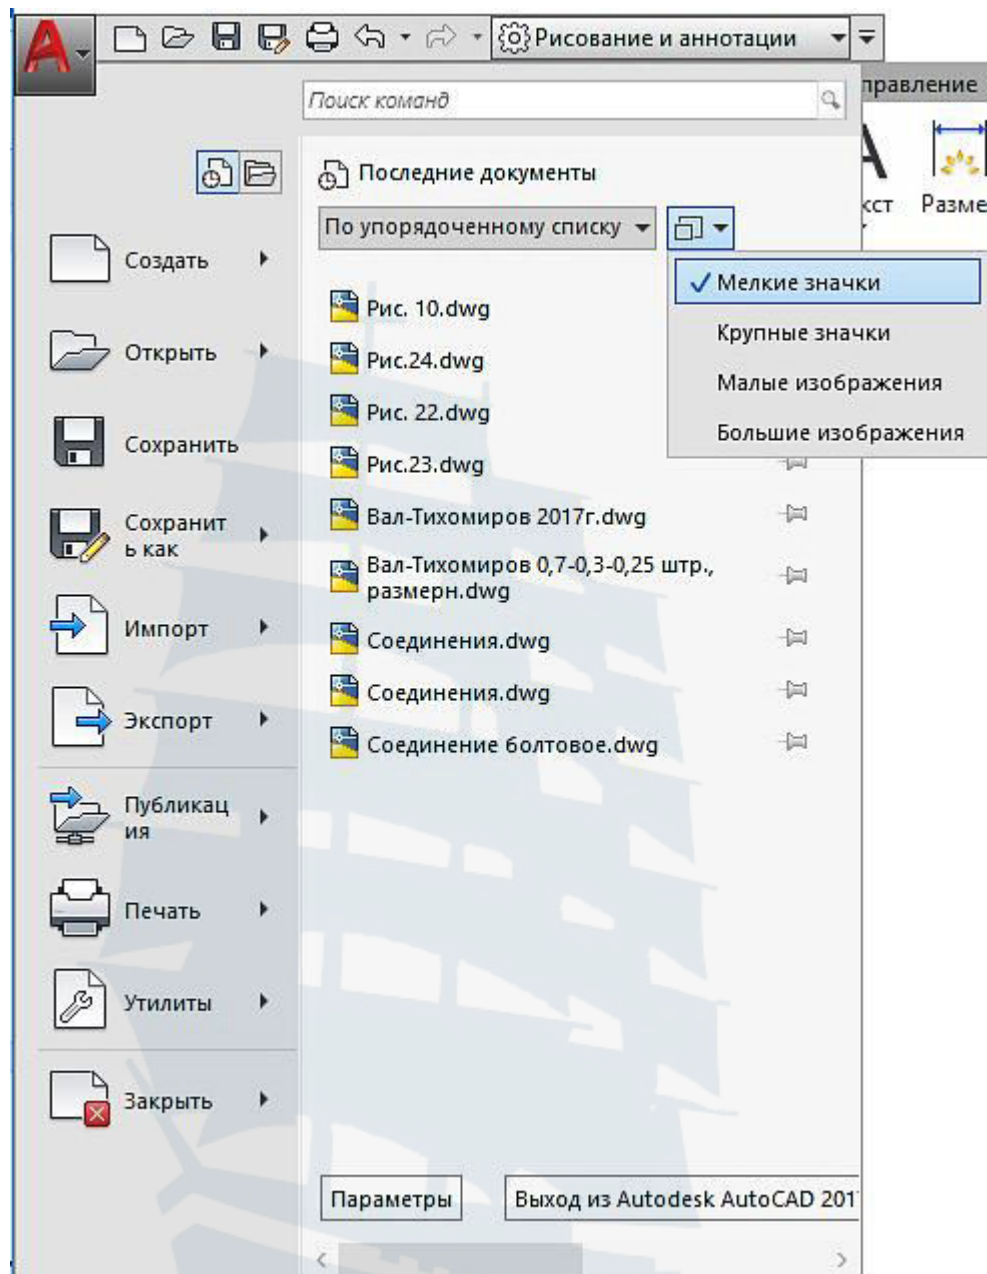 Рисование и аннотации
Поиск команд
правление
Последние документы
кст
Разме
По упорядоченному списку
Мелкие значки
Крупные значки
Малые изображения
Большие изображения
Создать
Открыть
Сохранить
Сохранит
ь как
Импорт
Экспорт
Публикац
ия
Печать
Утилиты
Закрыть
Рис. 10.dwg
Рис.24.dwg
Рис. 22.dwg
Рис.23.dwg
Вал-Тихомиров 2017г.dwg
Вал-Тихомиров 0,7-0,3-0,25 штр.,
размерн.dwg
Соединения.dwg
Соединения.dwg
Соединение болтовое.dwg
Параметры
Выход из Autodesk AutoCAD 201